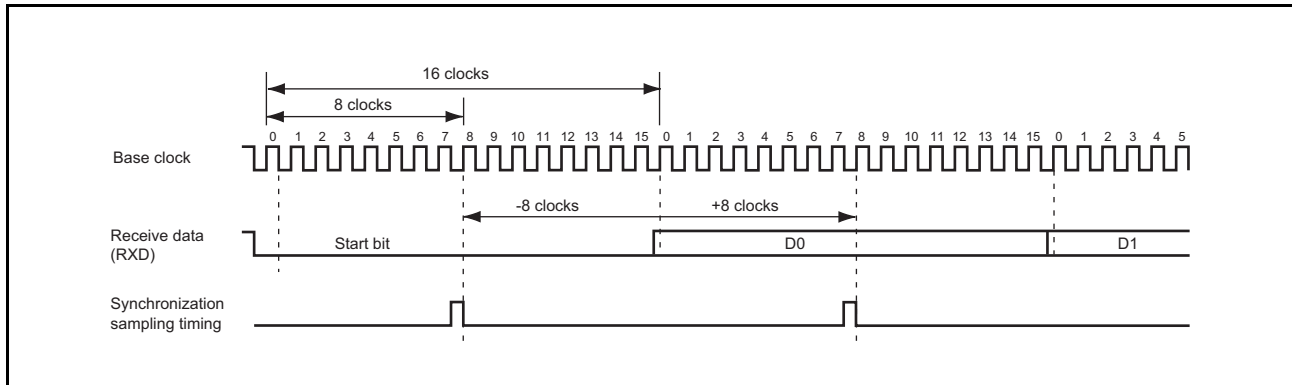 16 clocks
8 clocks
0 1 2 3 4 5 6 7 8 9 10 11 12 13 14 15 0 1 2 3 4 5 6 7 8 9 10 11 12 13 14 15 0 1 2 3 4 5
Base clock
-8 clocks +8 clocks
Receive data
(RXD)
Start bit D0 D1
Synchronization
sampling timing